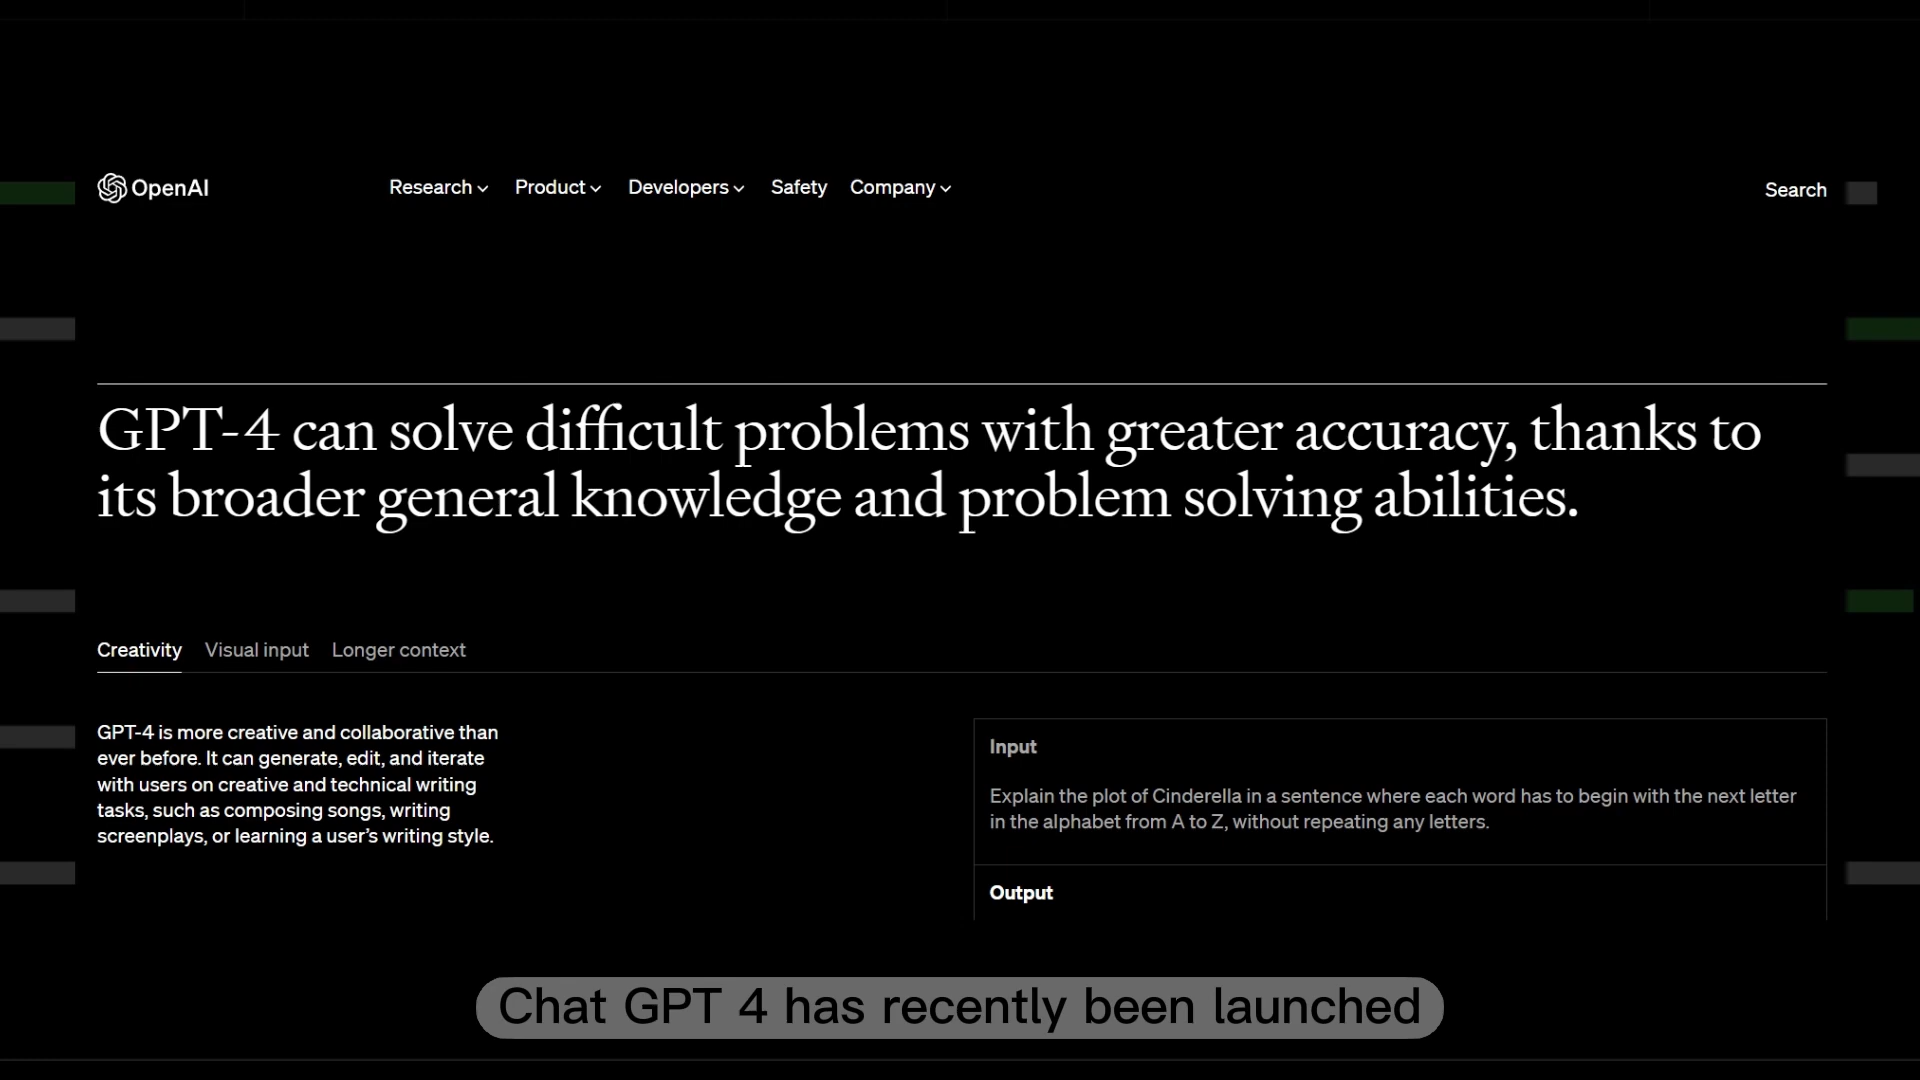 OpenAI
Research
Product
Developers
Safety
Company
Search
GPT-4 can solve difficult problems with greater accuracy, thanks to
its broader general knowledge and problem solving abilities.
Creativity
Visual input
Longer context
GPT-4 is more creative and collaborative than
ever before. It can generate, edit, and iterate
with users on creative and technical writing
tasks, such as composing songs, writing
screenplays, or learning a user’s writing style.
Input
Explain the plot of Cinderella in a sentence where each word has to begin with the next letter
in the alphabet from A to Z, without repeating any letters.
Output
Chat GPT 4 has recently been launched